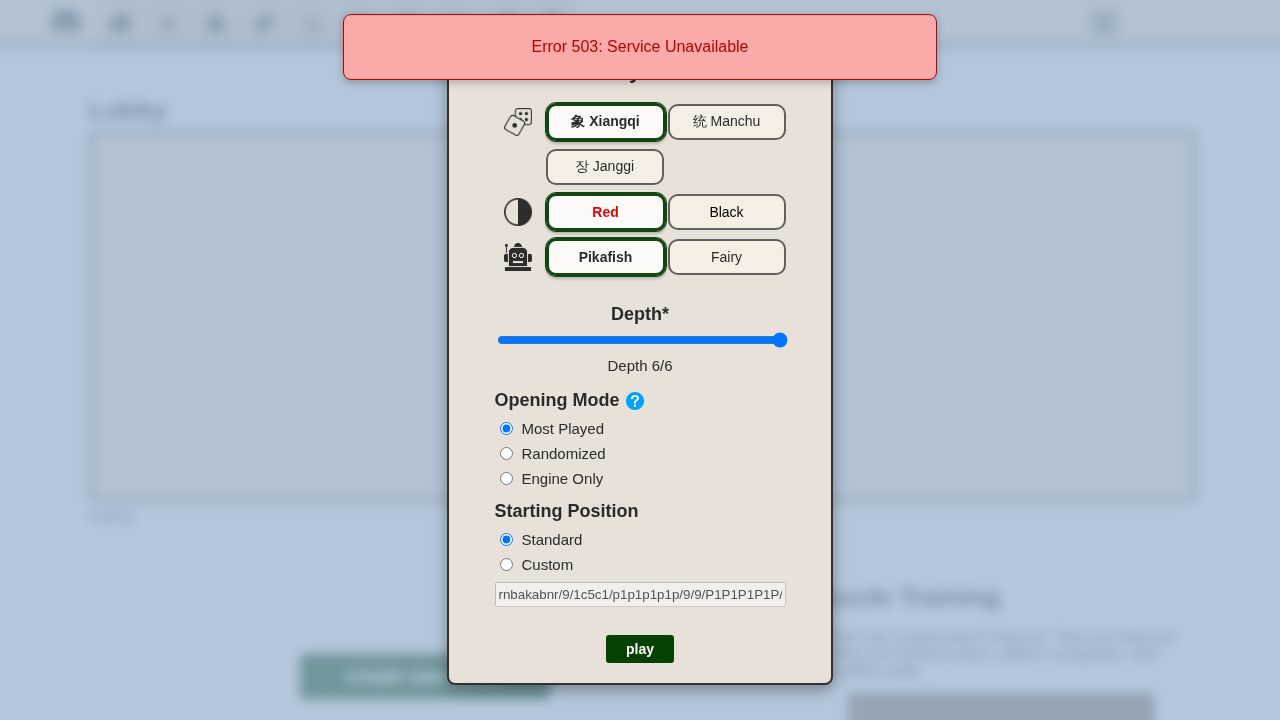 Error 503: Service Unavailable
Lobby
象 Xiangqi
统 Manchu
장 Janggi
Red
Black
Pikafish
Fairy
Depth*
Depth 6/6
Opening Mode ?
Most Played
Randomized
Engine Only
Starting Position
Standard
Custom
rnbakabnr/9/1c5c1/p1p1p1p1p/9/9/P1P1P1P1P/
Training
play